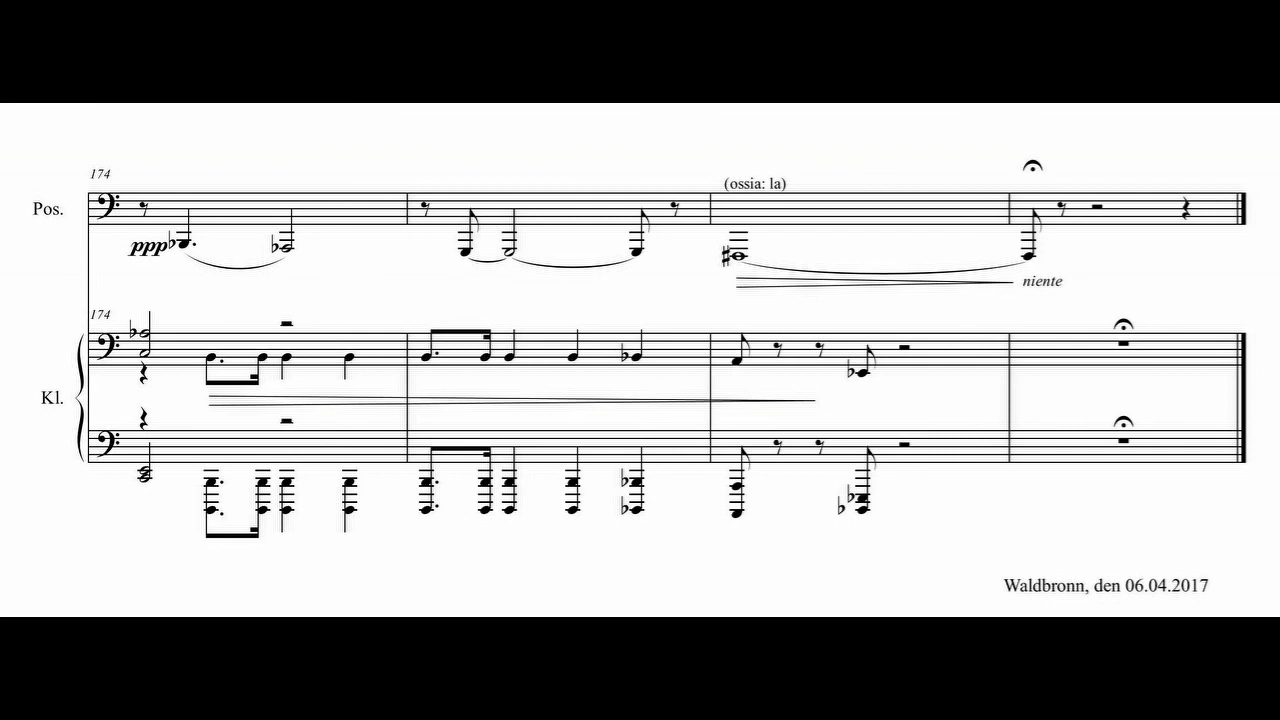 174
Pos.
ppp
(ossia: la)
niente
174
Kl.
Waldbronn, den 06.04.2017